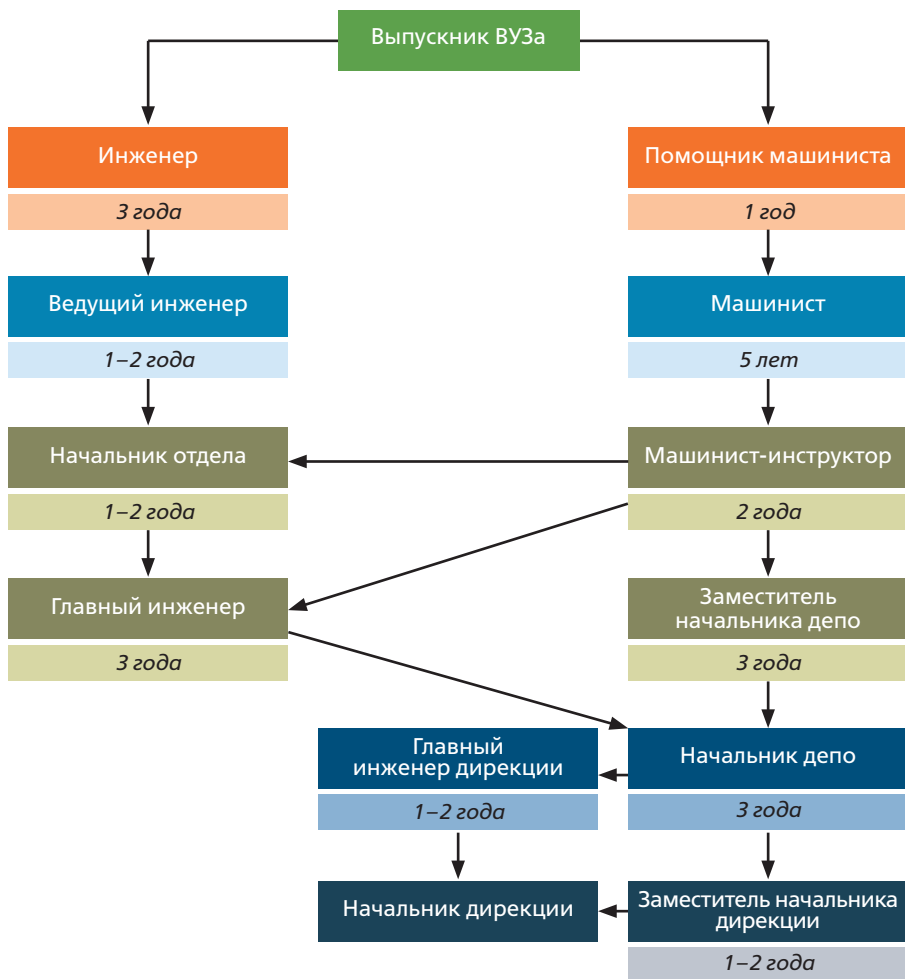 Выпускник ВУЗа
Инженер
Помощник машиниста
3 года
1 год
Ведущий инженер
Машинист
1–2 года
5 лет
Начальник отдела
Машинист-инструктор
1–2 года
2 года
Главный инженер
Заместитель
начальника депо
3 года
3 года
Главный
инженер дирекции
Начальник депо
1–2 года
3 года
Начальник дирекции
Заместитель начальника
дирекции
1–2 года